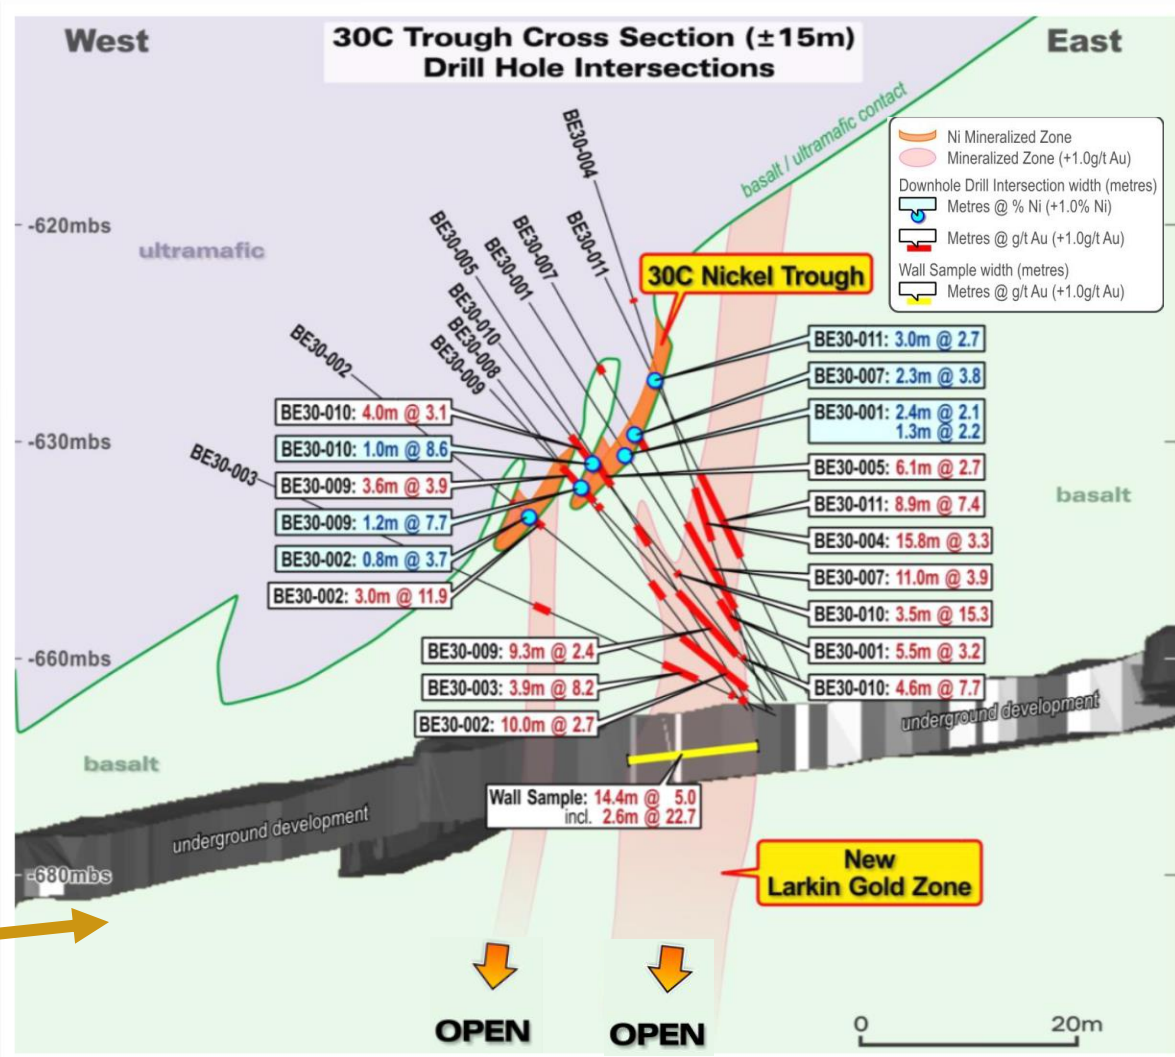 West
30C Trough Cross Section (±15m)
Drill Hole Intersections
East
basalt / ultramafic contact
Ni Mineralized Zone
Mineralized Zone (+1.0g/t Au)
Downhole Drill Intersection width (metres)
Metres @ % Ni (+1.0% Ni)
Metres @ g/t Au (+1.0g/t Au)
Wall Sample width (metres)
Metres @ g/t Au (+1.0g/t Au)
-620mbs
ultramafic
BE30-004
BE30-011
BE30-007
BE30-001
BE30-005
BE30-010
BE30-008
BE30-009
BE30-002
BE30-003
30C Nickel Trough
BE30-011: 3.0m @ 2.7
BE30-007: 2.3m @ 3.8
BE30-001: 2.4m @ 2.1
1.3m @ 2.2
BE30-005: 6.1m @ 2.7
BE30-011: 8.9m @ 7.4
BE30-004: 15.8m @ 3.3
BE30-007: 11.0m @ 3.9
BE30-010: 3.5m @ 15.3
BE30-001: 5.5m @ 3.2
BE30-010: 4.6m @ 7.7
-630mbs
BE30-010: 4.0m @ 3.1
BE30-010: 1.0m @ 8.6
BE30-009: 3.6m @ 3.9
BE30-009: 1.2m @ 7.7
BE30-002: 0.8m @ 3.7
BE30-002: 3.0m @ 11.9
basalt
BE30-009: 9.3m @ 2.4
BE30-003: 3.9m @ 8.2
BE30-002: 10.0m @ 2.7
-660mbs
underground development
basalt
Wall Sample: 14.4m @ 5.0
incl. 2.6m @ 22.7
underground development
-680mbs
New
Larkin Gold Zone
OPEN
OPEN
0
20m